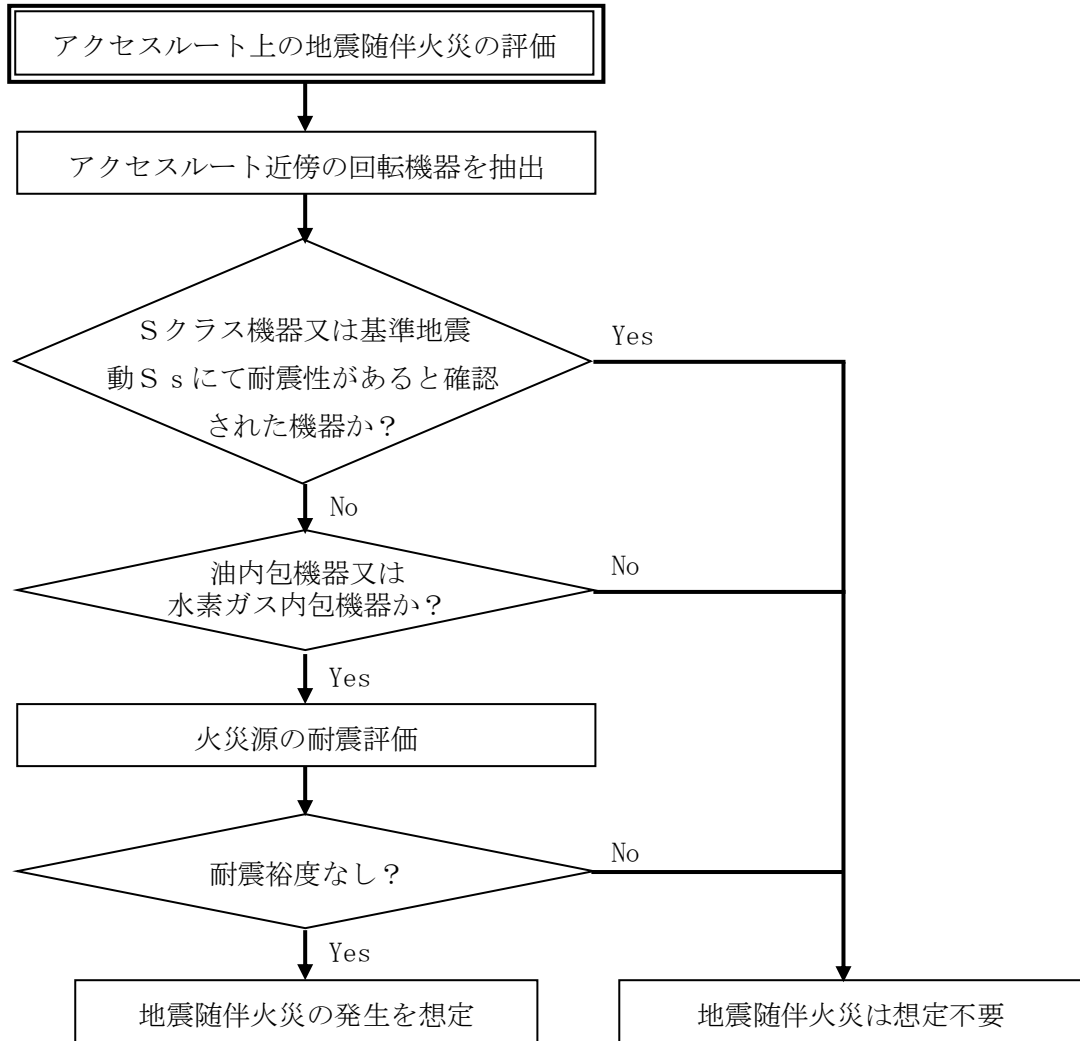 アクセスルート上の地震随伴火災の評価
アクセスルート近傍の回転機器を抽出
Ｓクラス機器又は基準地震
動Ｓｓにて耐震性があると確認
された機器か？
Yes
No
油内包機器又は
水素ガス内包機器か？
No
Yes
火災源の耐震評価
耐震裕度なし？
No
Yes
地震随伴火災の発生を想定
地震随伴火災は想定不要